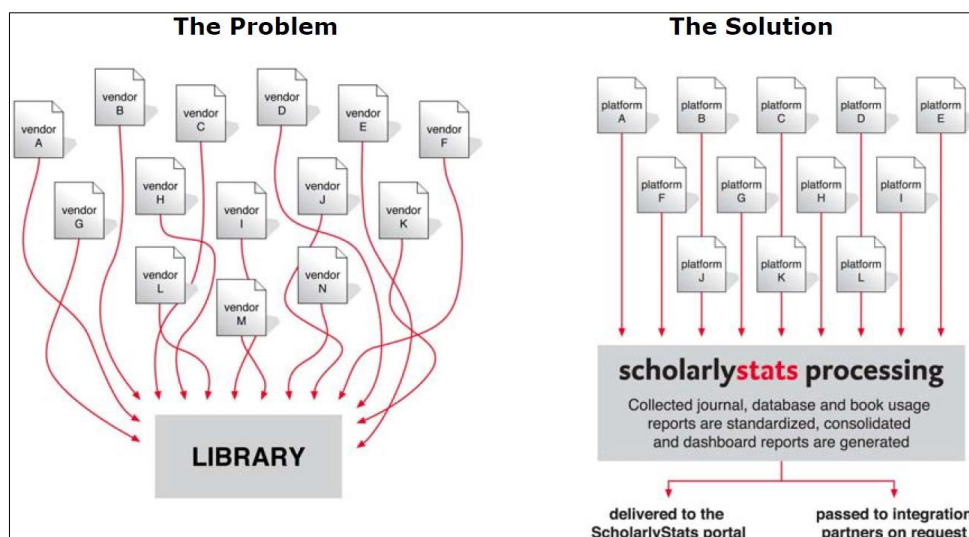 The Problem
The Solution
vendor
A
vendor
B
vendor
C
vendor
D
vendor
E
vendor
F
vendor
G
vendor
H
vendor
I
vendor
J
vendor
K
vendor
L
vendor
M
vendor
N
LIBRARY
platform
A
platform
B
platform
C
platform
D
platform
E
platform
F
platform
G
platform
H
platform
I
platform
J
platform
K
platform
L
scholarlystats processing
Collected journal, database and book usage
reports are standardized, consolidated
and dashboard reports are generated
delivered to the
ScholarlyStats portal
passed to integration
partners on request